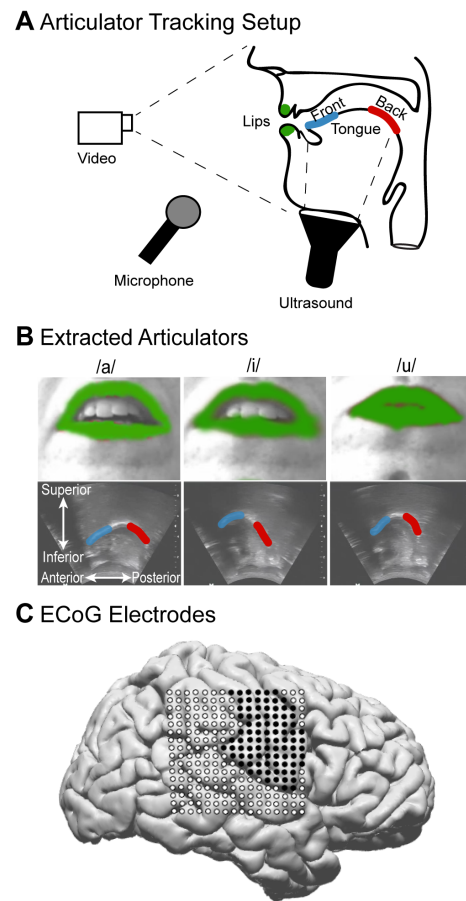 A Articulator Tracking Setup
Lips
Front
Back
Tongue
Video
Microphone
Ultrasound
B Extracted Articulators
/a/ /i/ /u/
Superior
Inferior
Anterior Posterior
C ECoG Electrodes